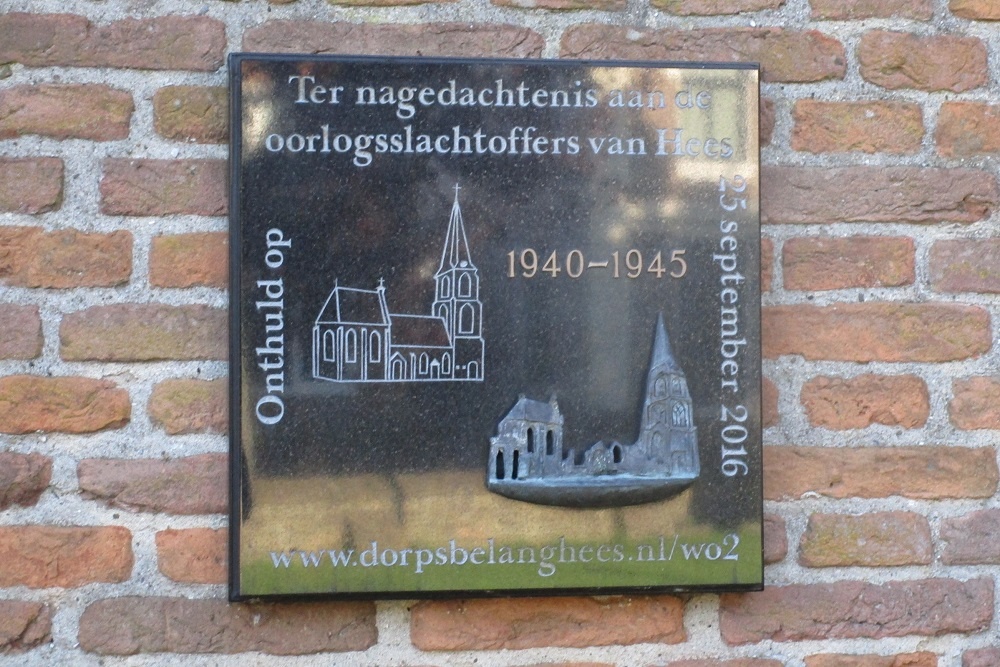 Ter nagedachtenis aan de
oorlogsslachtoffers van Hees
1940-1945
Onthuld op
25 september 2016
www.dorpsbelanghees.nl/wo2